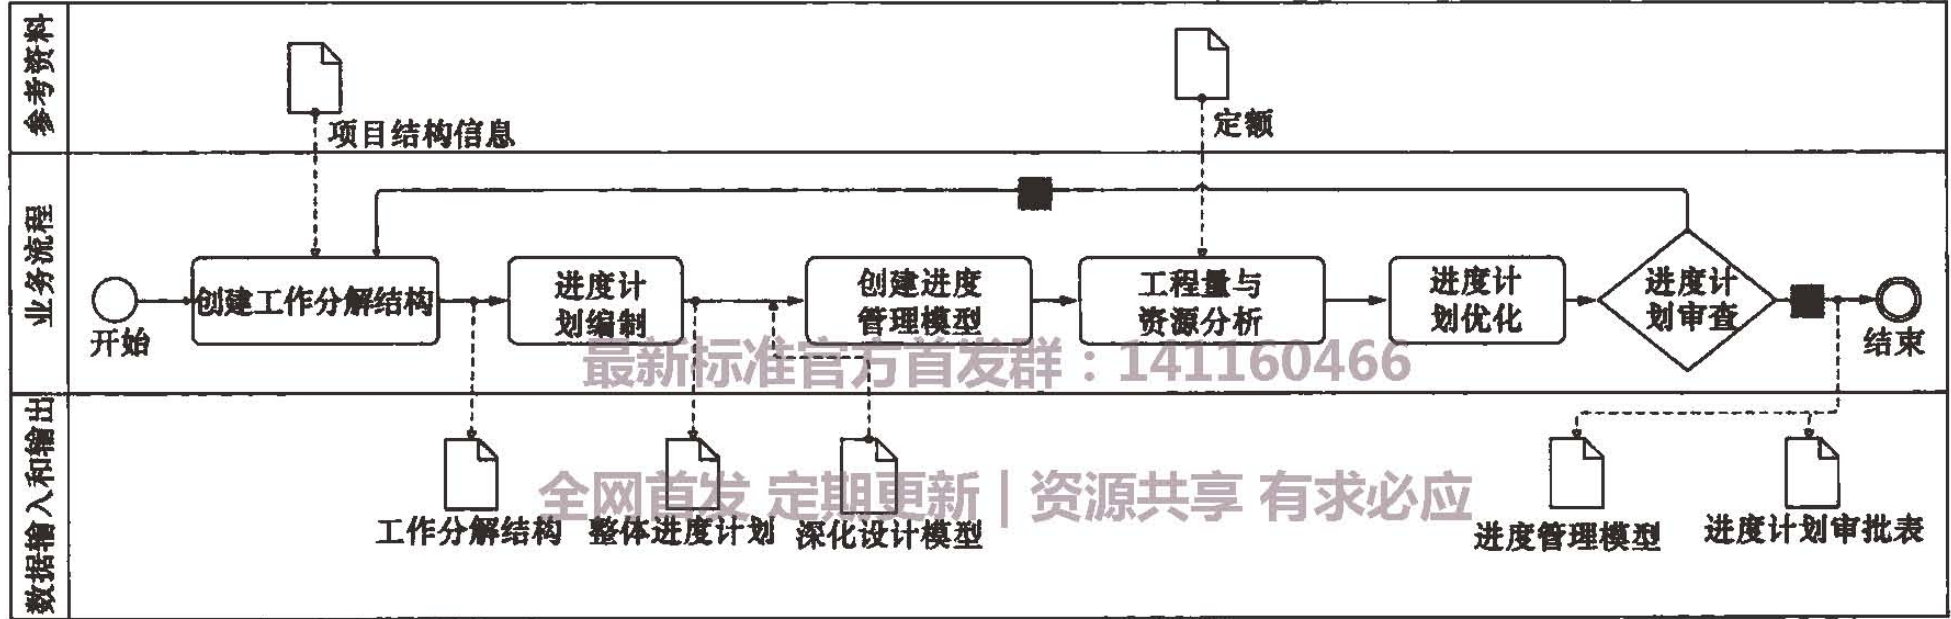 参考资料
项目结构信息
定额
业务流程
开始
创建工作分解结构
进度计
划编制
创建进度
管理模型
工程量与
资源分析
进度计
划优化
进度计
划审查
结束
最新标准官方首发群：141160466
数据输入和输出
全网首发 定期更新 | 资源共享 有求必应
工作分解结构
整体进度计划
深化设计模型
进度管理模型
进度计划审批表